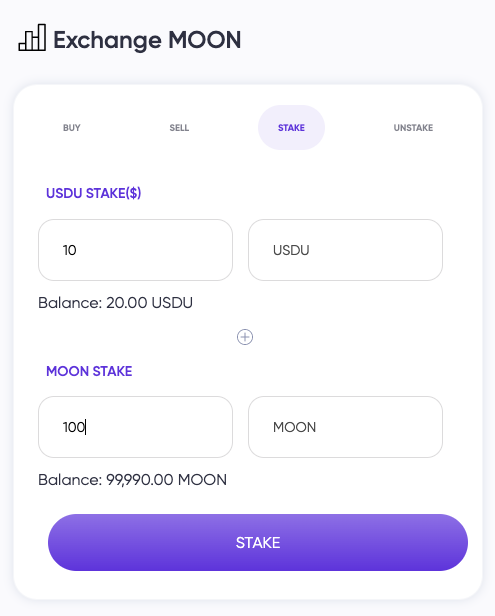 Exchange MOON
BUY SELL STAKE UNSTAKE
USDU STAKE($)
10 USDU
Balance: 20.00 USDU
MOON STAKE
100 MOON
Balance: 99,990.00 MOON
STAKE